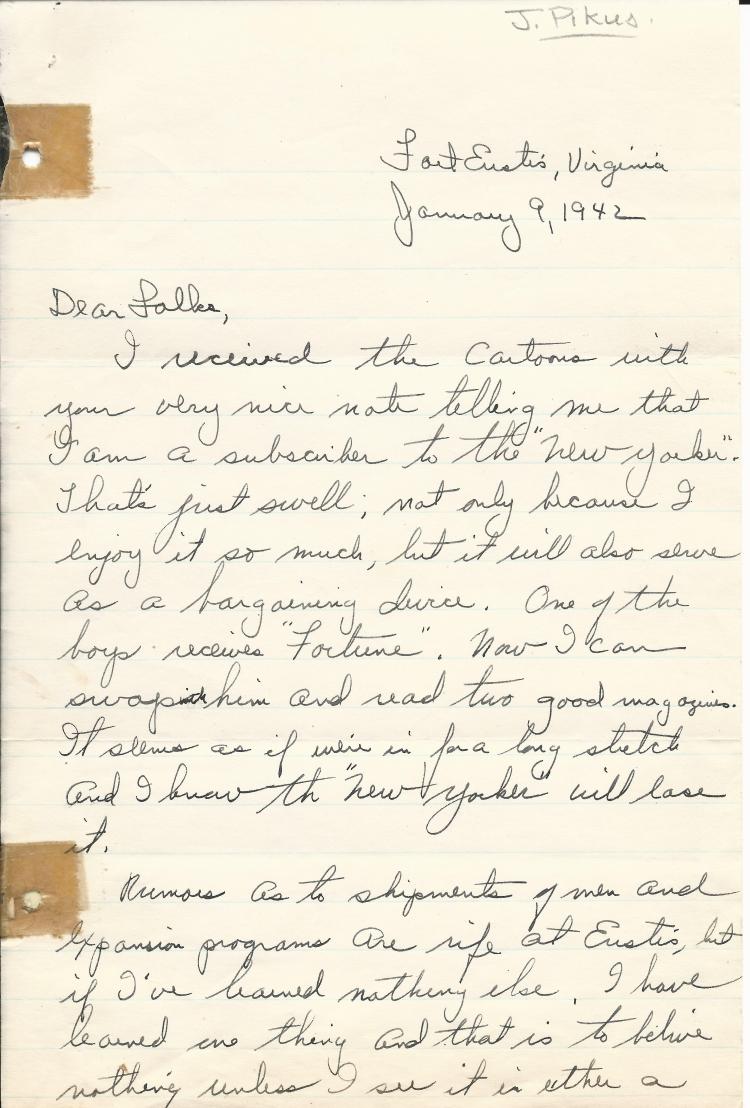 J. Pikus.
Fort Eustis, Virginia
January 9, 1942
Dear Folks,
I received the Cartoons with
your very nice note telling me that
I am a subscriber to the "New Yorker".
That's just swell; not only because I
enjoy it so much, but it will also serve
as a bargaining device. One of the
boys receives "Fortune". Now I can
swap with him and read two good magazines.
It seems as if we're in for a long stretch
and I know th "New Yorker" will ease
it.
Rumors as to shipments of men and
expansion programs are rife at Eustis, but
if I've learned nothing else, I have
learned one thing and that is to believe
nothing unless I see it in either a